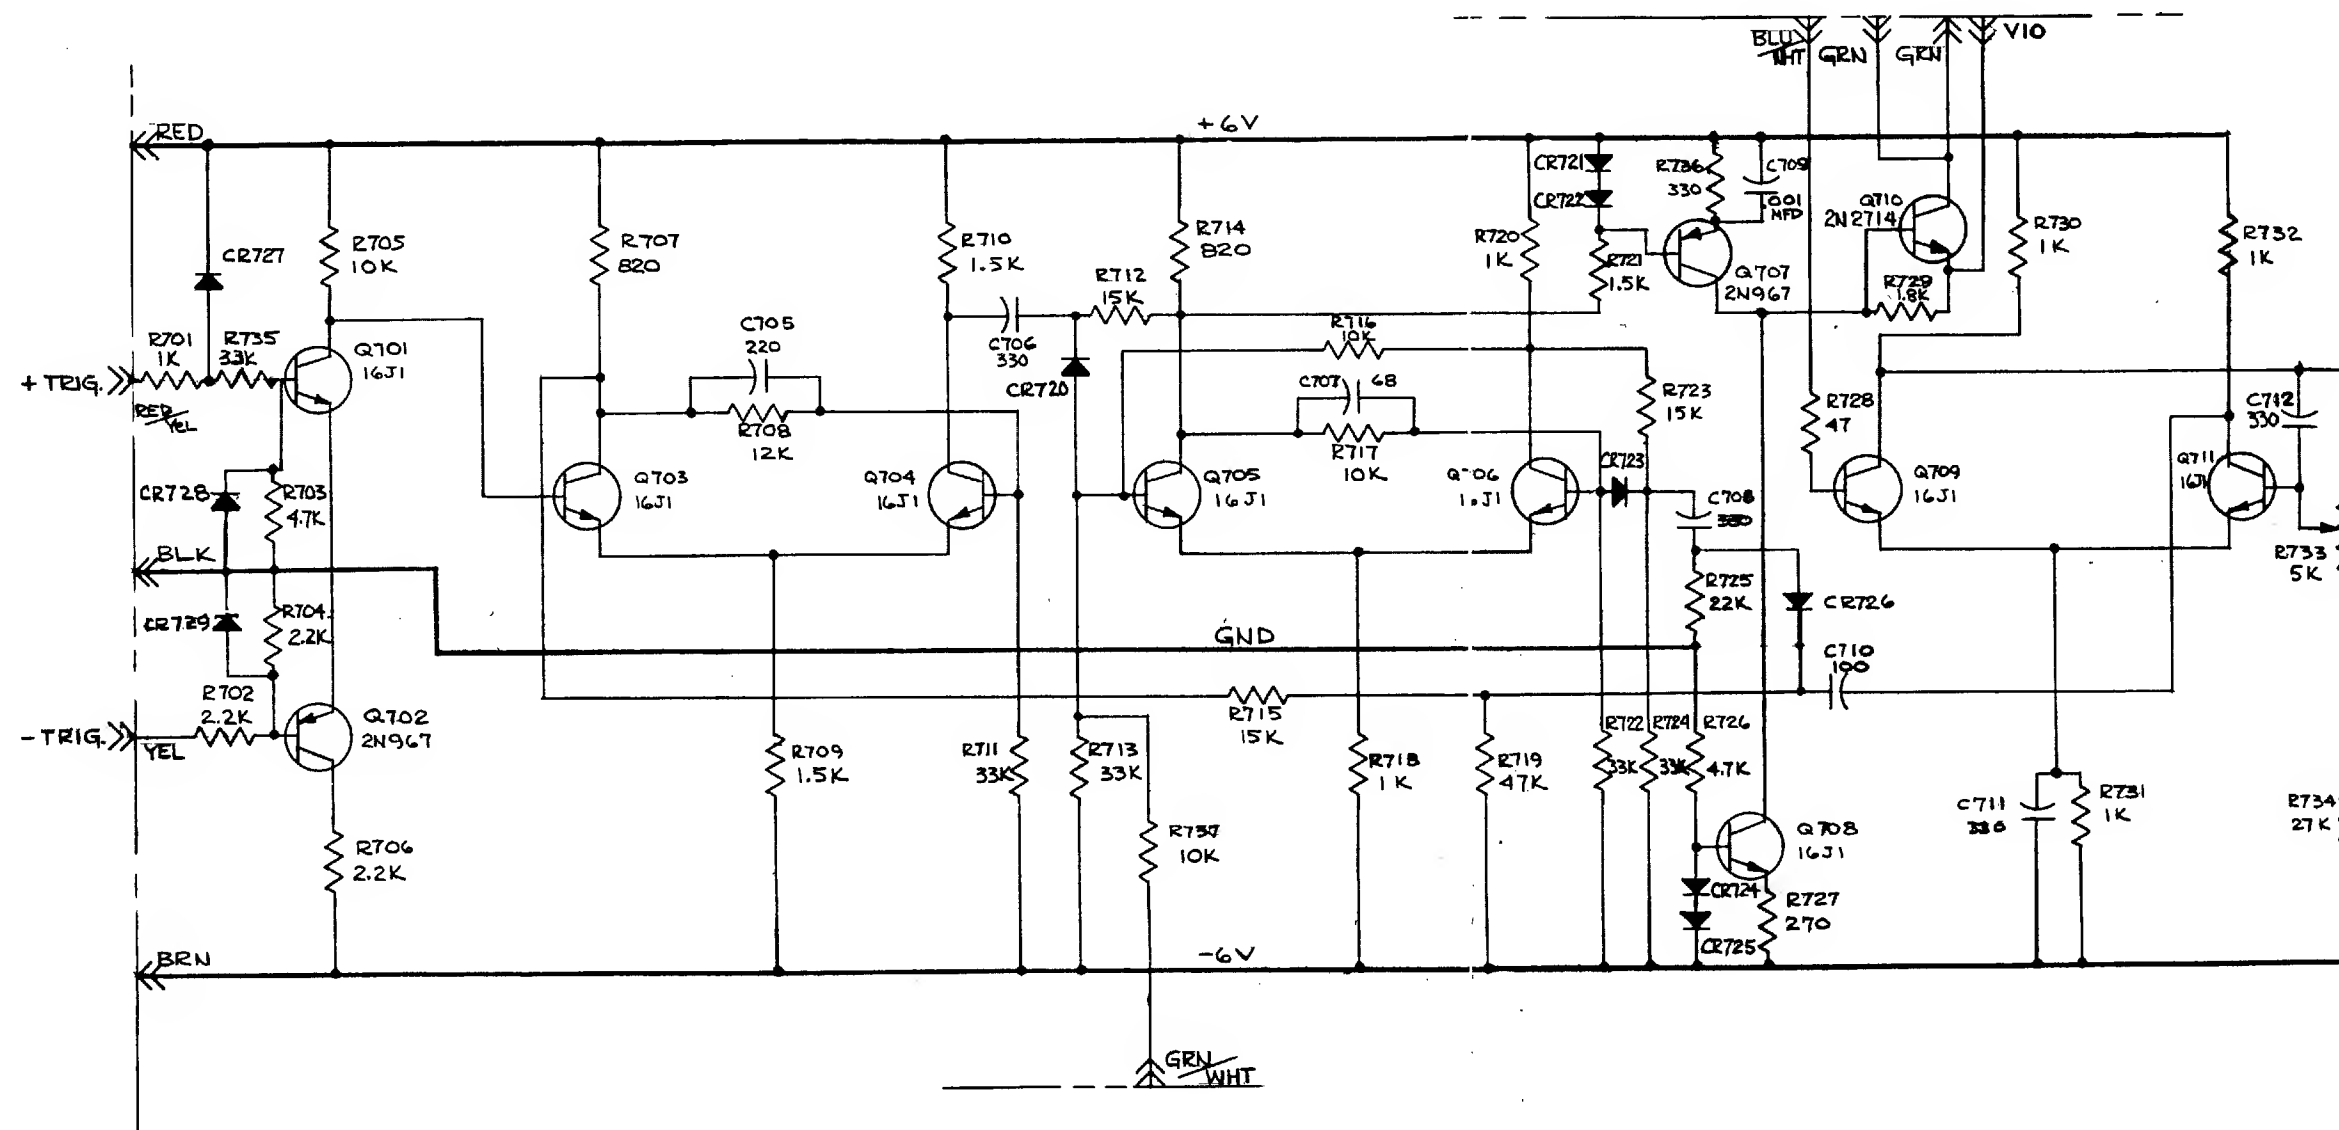 BLU/WHT
GRN
GRN
V10
RED
+6V
CR727
R705
10K
R707
820
R710
1.5K
R714
820
R712
15K
R720
1K
CR721
CR722
R721
1.5K
R736
330
C709
.001
MFD
Q707
2N967
Q710
2N2714
R729
1.8K
R730
1K
R732
1K
R701
1K
R735
33K
Q701
16J1
+ TRIG.
RED/YEL
C705
220
R708
12K
C706
330
CR720
R716
10K
C707 68
R717
10K
R723
15K
R728
47
C712
330
CR728
R703
4.7K
Q703
16J1
Q704
16J1
Q705
16J1
CR723
C708
330
Q709
16J1
Q711
16J1
BLK
R733
5K
CR729
R704
2.2K
GND
R725
22K
CR726
C710
100
R702
2.2K
- TRIG.
YEL
Q702
2N967
R715
15K
R709
1.5K
R711
33K
R713
33K
R718
1K
R719
47K
R722
33K
R724
33K
R726
4.7K
R706
2.2K
R737
10K
Q708
16J1
C711
330
R731
1K
R734
27K
CR724
CR725
R727
270
BRN
-6V
GRN/WHT